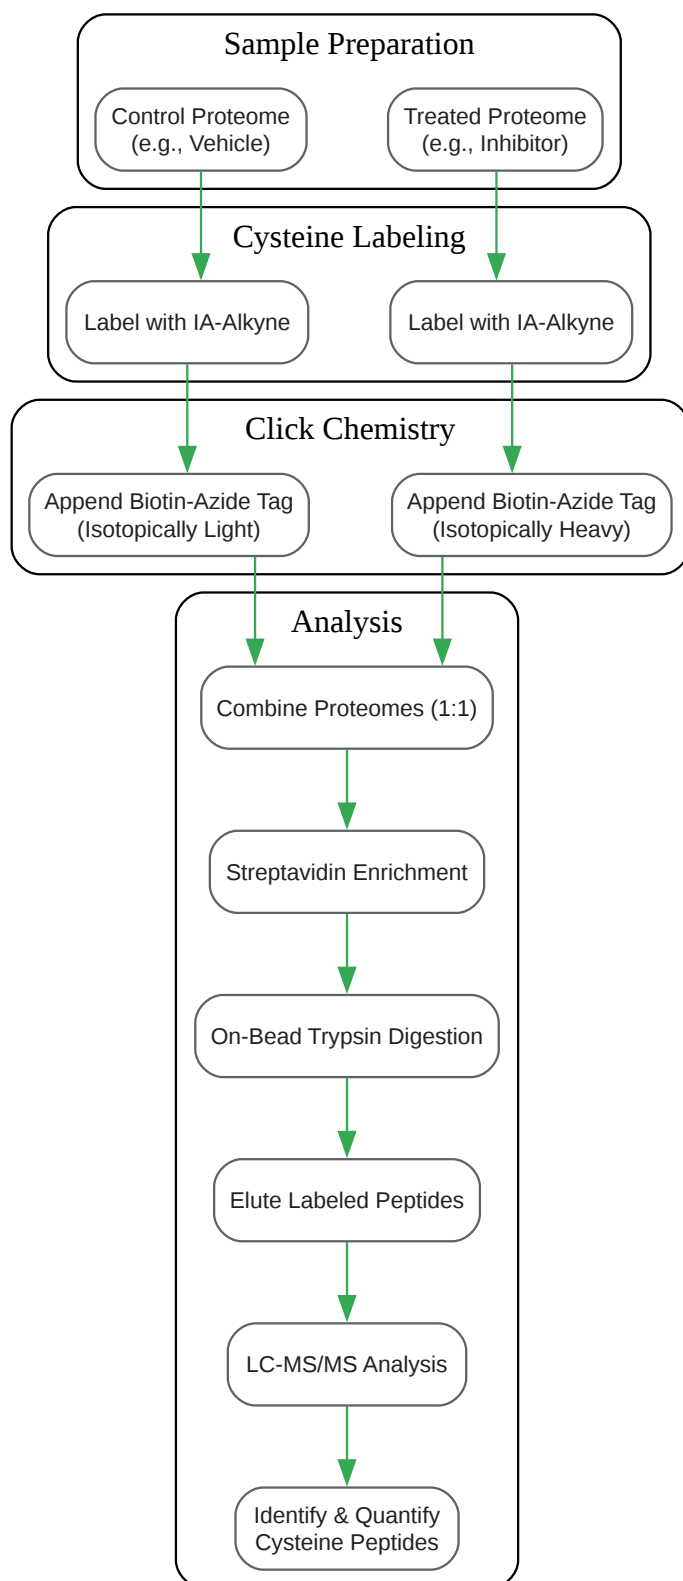 Sample Preparation
Control Proteome
(e.g., Vehicle)
Treated Proteome
(e.g., Inhibitor)
Cysteine Labeling
Label with IA-Alkyne
Label with IA-Alkyne
Click Chemistry
Append Biotin-Azide Tag
(Isotopically Light)
Append Biotin-Azide Tag
(Isotopically Heavy)
Analysis
Combine Proteomes (1:1)
Streptavidin Enrichment
On-Bead Trypsin Digestion
Elute Labeled Peptides
LC-MS/MS Analysis
Identify & Quantify
Cysteine Peptides